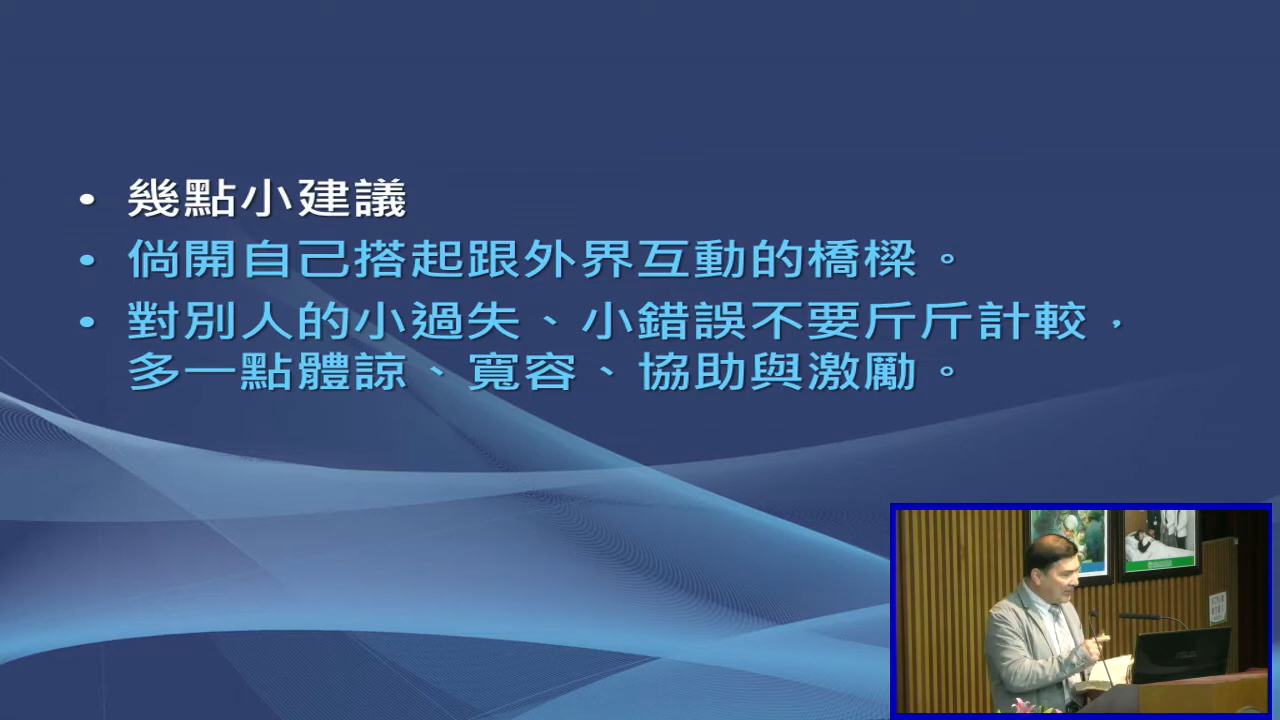 • 幾點小建議
• 倘開自己搭起跟外界互動的橋樑。
• 對別人的小過失、小錯誤不要斤斤計較，
多一點體諒、寬容、協助與激勵。